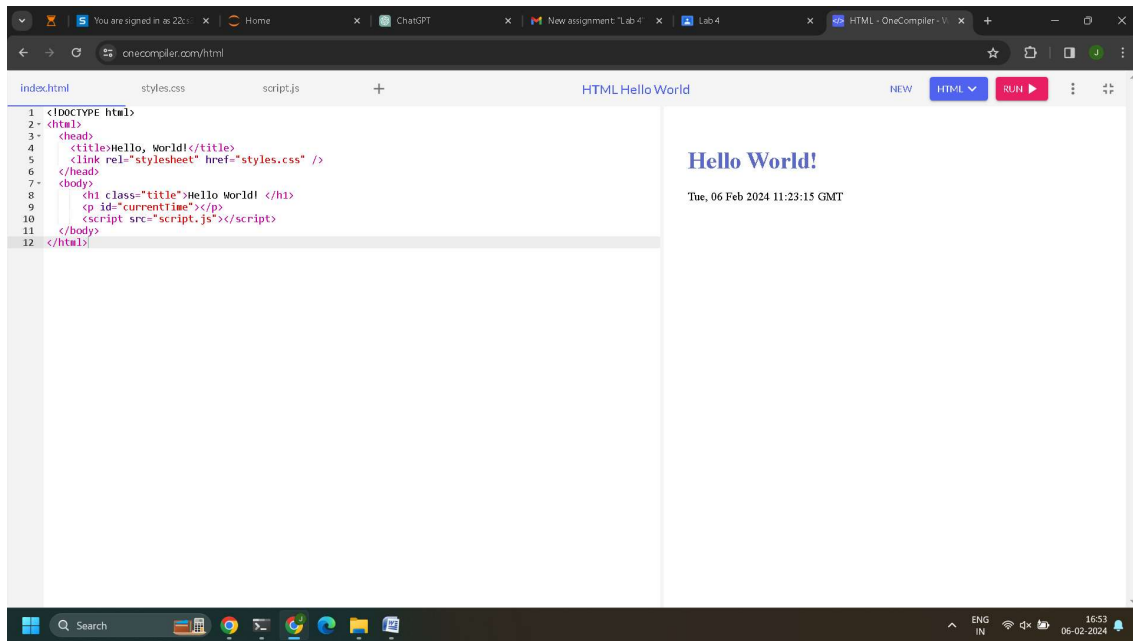 You are signed in as 22cs
Home
ChatGPT
New assignment: "Lab 4"
Lab 4
HTML - OneCompiler - W
onecompiler.com/html
J
index.html
styles.css
script.js
HTML Hello World
NEW
HTML
RUN
1 <!DOCTYPE html>
2 <html>
3 <head>
4 <title>Hello, World!</title>
5 <link rel="stylesheet" href="styles.css" />
6 </head>
7 <body>
8 <h1 class="title">Hello World! </h1>
9 <p id="currentTime"></p>
10 <script src="script.js"></script>
11 </body>
12 </html>
Hello World!
Tue, 06 Feb 2024 11:23:15 GMT
Search
ENG
IN
16:53
06-02-2024